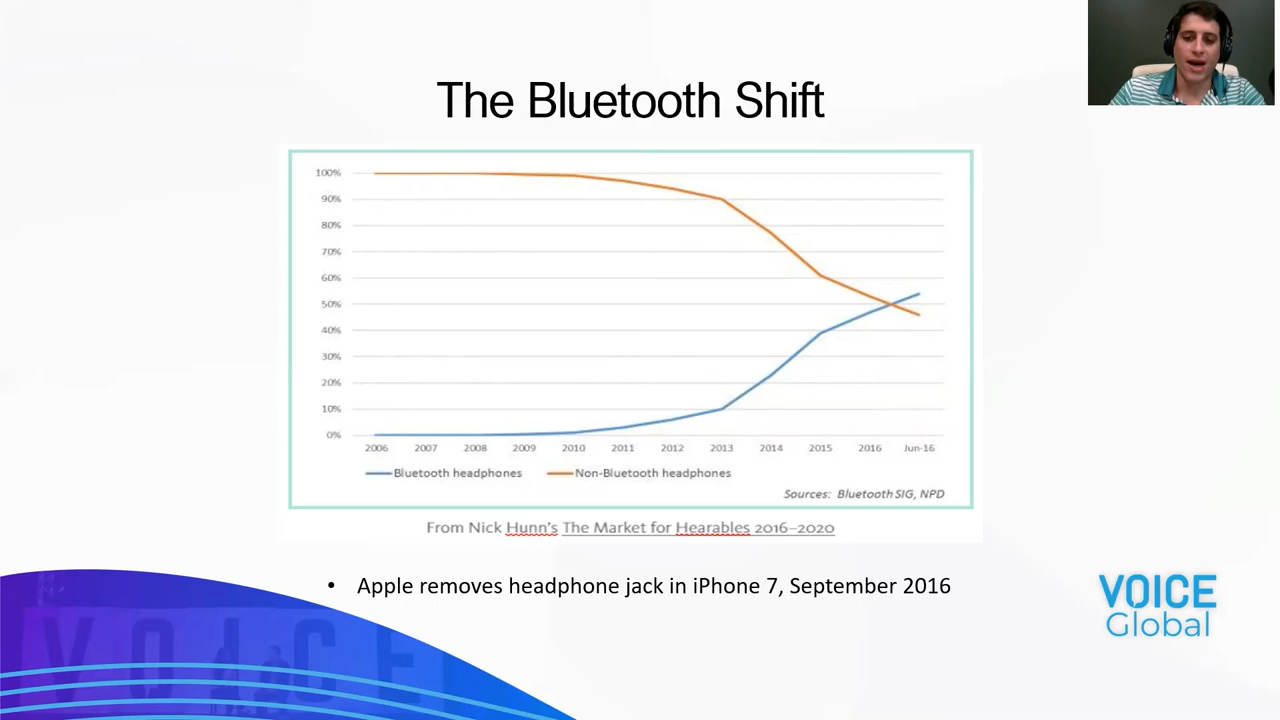 The Bluetooth Shift
100%
90%
80%
70%
60%
50%
40%
30%
20%
10%
0%
2006 2007 2008 2009 2010 2011 2012 2013 2014 2015 2016 Jun-16
Bluetooth headphones Non-Bluetooth headphones
Sources: Bluetooth SIG, NPD
From Nick Hunn's The Market for Hearables 2016–2020
• Apple removes headphone jack in iPhone 7, September 2016
VOICE
Global
VOICE